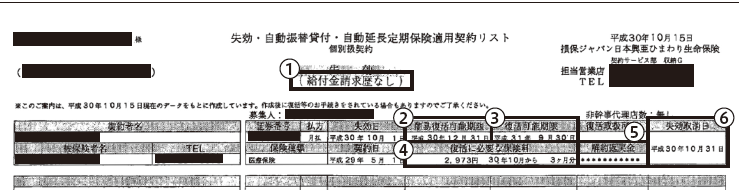 様
失効・自動振替貸付・自動延長定期保険適用契約リスト
個別扱契約
平成30年10月15日
損保ジャパン日本興亜ひまわり生命保険
契約サービス部 収納G
担当営業店
TEL
( )
① 失 効
(給付金請求歴なし)
※このご案内は、平成30年10月15日現在のデータをもとに作成しています。作成後に復活等のお手続きをされている場合もありますのでご了承ください。
募集人:
非幹事代理店数:無し
② ③ ⑤ ⑥
契約者名 証券番号 払方 失効日 簡易復活可能期限 復活可能期限 失効取消日
月払 平成30年10月1 平成30年12月31日 平成31年 9月30日
被保険者名 TEL 保険種類 契約日 ④ 復活に必要な保険料 解約返戻金 平成30年10月31日
医療保険 平成29年 5月1 2,973円 30年10月から 3ヶ月分 **********